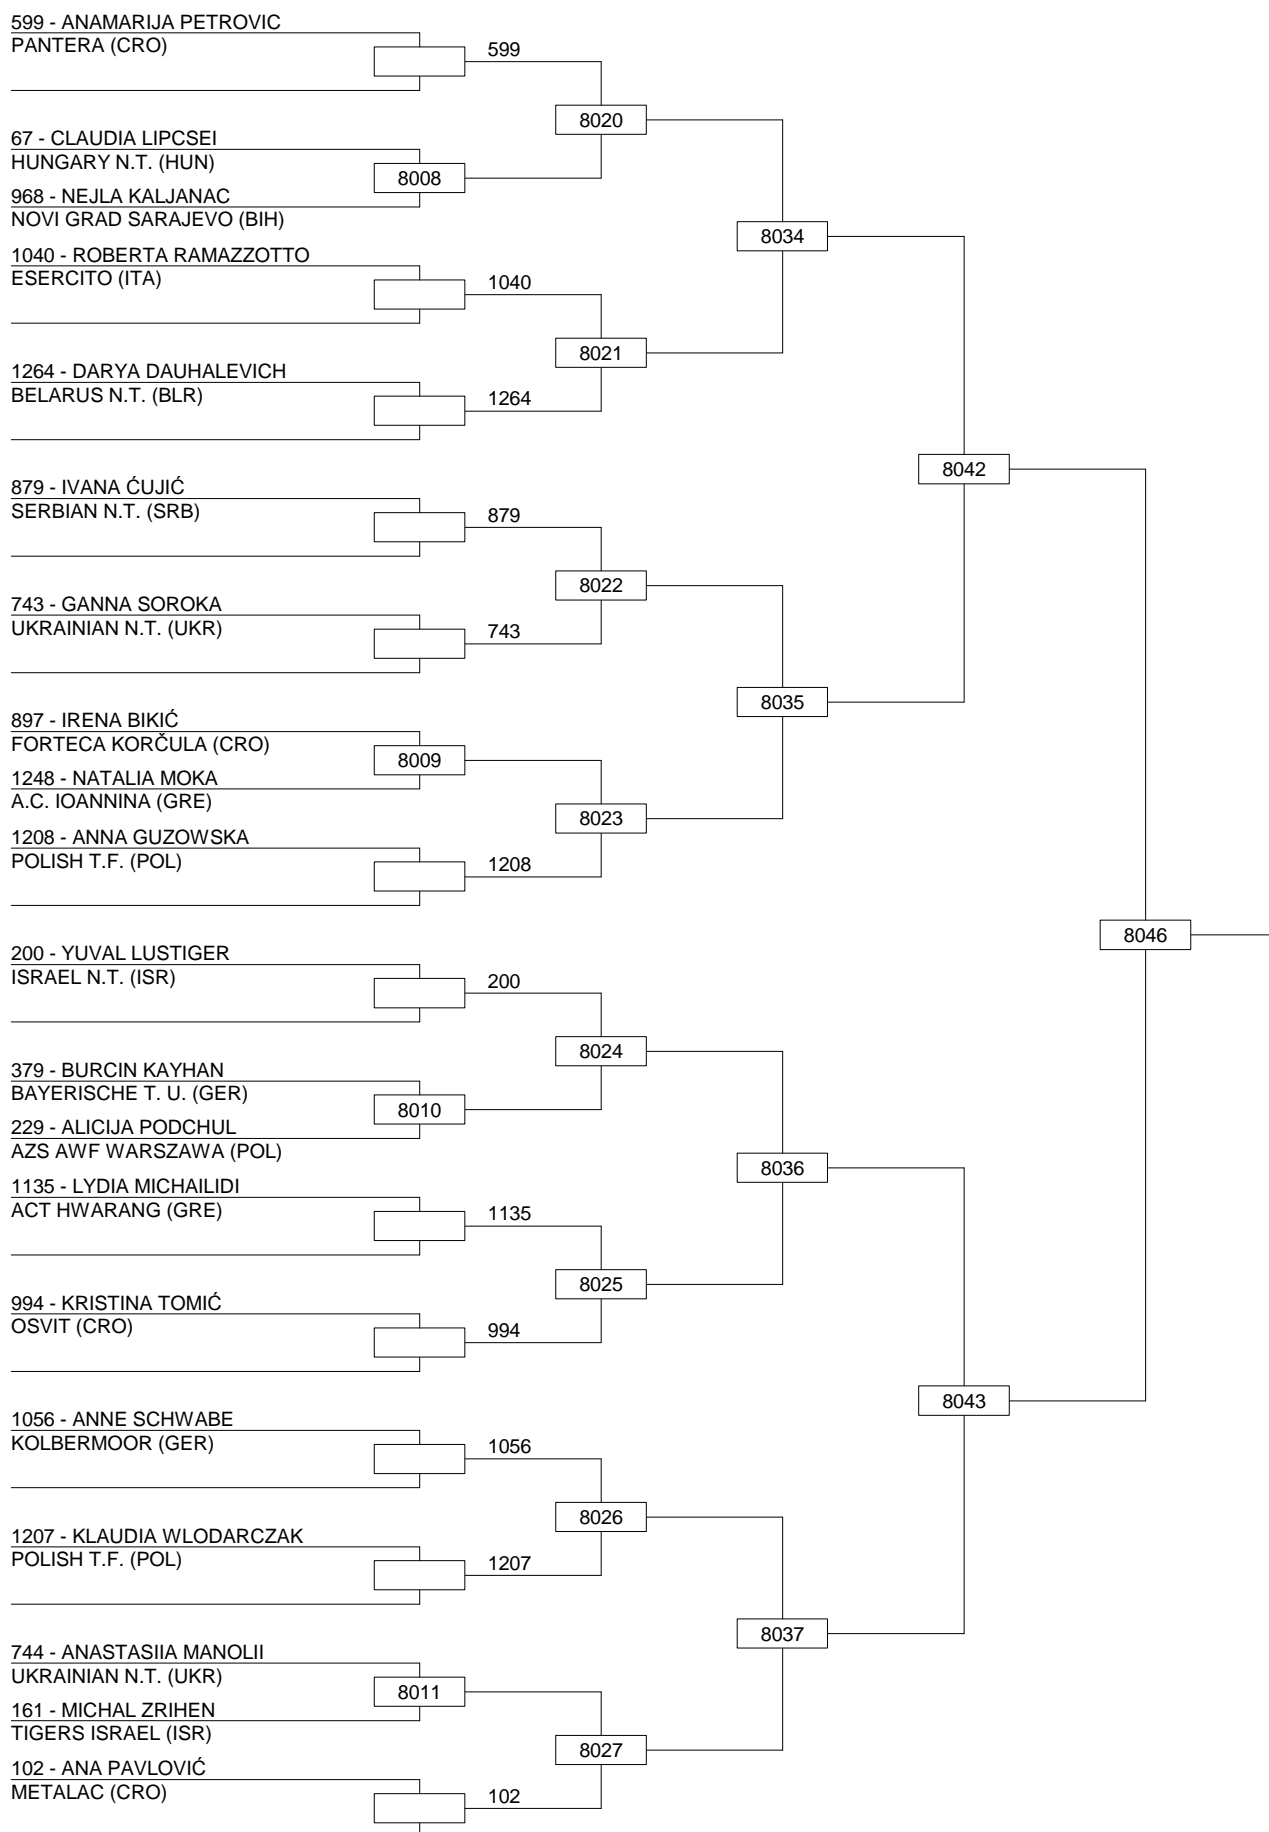 599 - ANAMARIJA PETROVIC
PANTERA (CRO)
599
8020
67 - CLAUDIA LIPCSEI
HUNGARY N.T. (HUN)
8008
968 - NEJLA KALJANAC
NOVI GRAD SARAJEVO (BIH)
8034
1040 - ROBERTA RAMAZZOTTO
ESERCITO (ITA)
1040
8021
1264 - DARYA DAUHALEVICH
BELARUS N.T. (BLR)
1264
8042
879 - IVANA ĆUJIĆ
SERBIAN N.T. (SRB)
879
8022
743 - GANNA SOROKA
UKRAINIAN N.T. (UKR)
743
8035
897 - IRENA BIKIĆ
FORTECA KORČULA (CRO)
8009
1248 - NATALIA MOKA
A.C. IOANNINA (GRE)
8023
1208 - ANNA GUZOWSKA
POLISH T.F. (POL)
1208
8046
200 - YUVAL LUSTIGER
ISRAEL N.T. (ISR)
200
8024
379 - BURCIN KAYHAN
BAYERISCHE T. U. (GER)
8010
229 - ALICIJA PODCHUL
AZS AWF WARSZAWA (POL)
8036
1135 - LYDIA MICHAILIDI
ACT HWARANG (GRE)
1135
8025
994 - KRISTINA TOMIĆ
OSVIT (CRO)
994
8043
1056 - ANNE SCHWABE
KOLBERMOOR (GER)
1056
8026
1207 - KLAUDIA WLODARCZAK
POLISH T.F. (POL)
1207
8037
744 - ANASTASIIA MANOLII
UKRAINIAN N.T. (UKR)
8011
161 - MICHAL ZRIHEN
TIGERS ISRAEL (ISR)
8027
102 - ANA PAVLOVIĆ
METALAC (CRO)
102